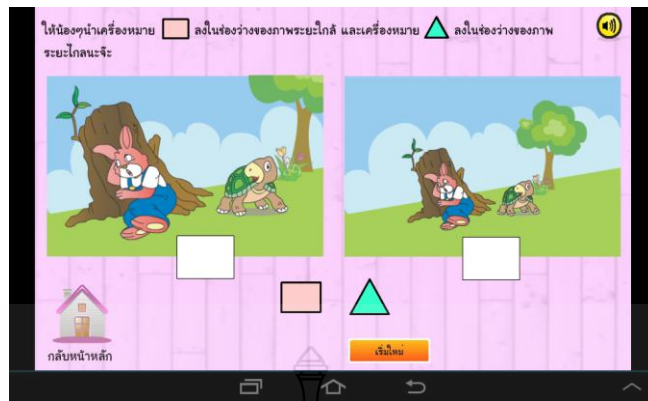 ให้น้องๆนำเครื่องหมาย ลงในช่องว่างของภาพระยะใกล้ และเครื่องหมาย ลงในช่องว่างของภาพ
ระยะไกลนะจ๊ะ
กลับหน้าหลัก
เริ่มใหม่